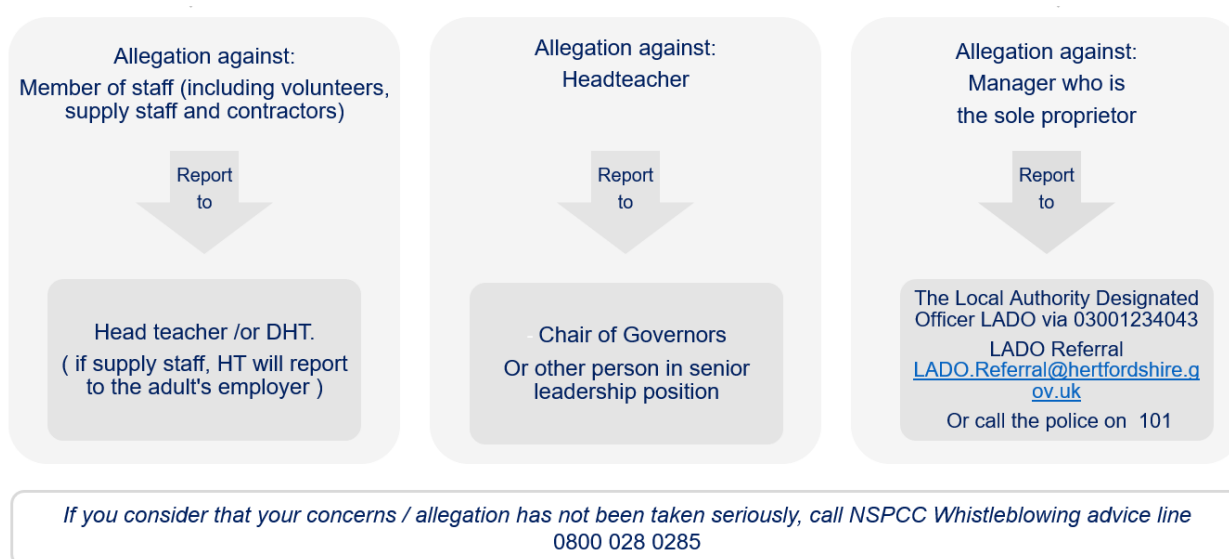 Allegation against:
Member of staff (including volunteers,
supply staff and contractors)
Report
to
Head teacher /or DHT.
( if supply staff, HT will report
to the adult's employer )
Allegation against:
Headteacher
Report
to
- Chair of Governors
Or other person in senior
leadership position
Allegation against:
Manager who is
the sole proprietor
Report
to
The Local Authority Designated
Officer LADO via 03001234043
LADO Referral
LADO.Referral@hertfordshire.g
ov.uk
Or call the police on 101
If you consider that your concerns / allegation has not been taken seriously, call NSPCC Whistleblowing advice line
0800 028 0285